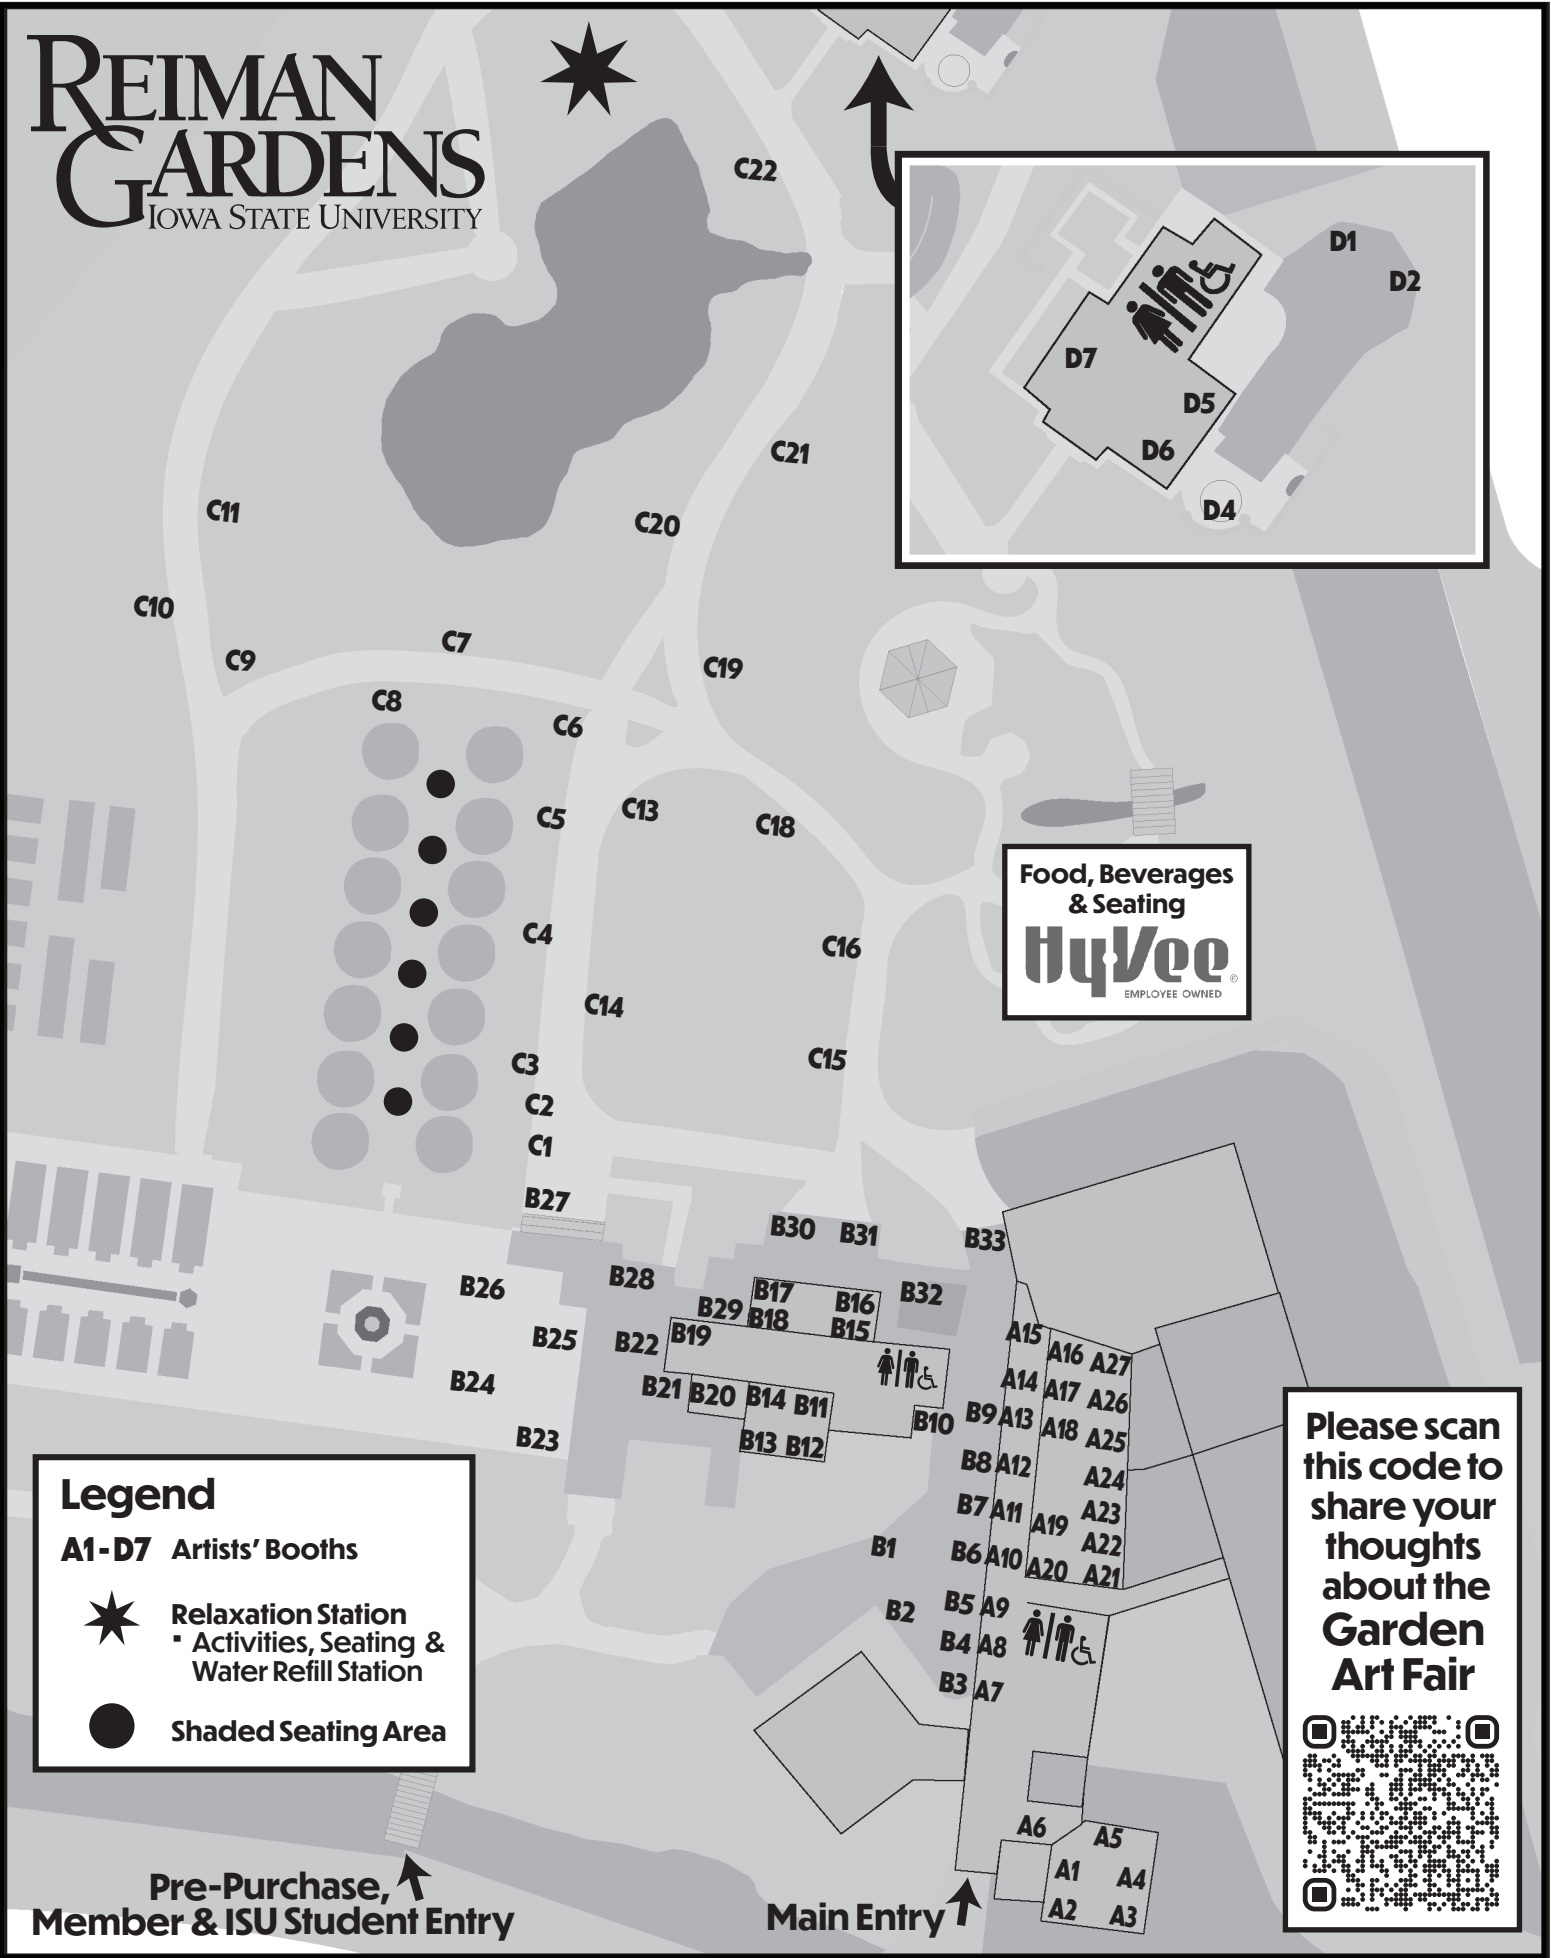 REIMAN
GARDENS
IOWA STATE UNIVERSITY
C22
D1
D2
D7
D5
D6
D4
C21
C20
C11
C10
C9
C7
C19
C8
C6
C5
C13
C18
C4
C16
C14
C15
C3
C2
C1
Food, Beverages
& Seating
HyVee
EMPLOYEE OWNED
B27
B30
B31
B33
B26
B28
B17
B16
B32
B29
B18
B15
B25
B22
B19
B24
B21
B20
B14
B11
B10
B23
B13
B12
A15
A16
A27
A14
A17
A26
B9
A13
A18
A25
B8
A12
A24
B7
A11
A19
A23
A22
B1
B6
A10
A20
A21
B2
B5
A9
B4
A8
B3
A7
A6
A5
A1
A4
A2
A3
Legend
A1 - D7 Artists' Booths
Relaxation Station
▪ Activities, Seating &
Water Refill Station
Shaded Seating Area
Please scan
this code to
share your
thoughts
about the
Garden
Art Fair
Pre-Purchase,
Member & ISU Student Entry
Main Entry